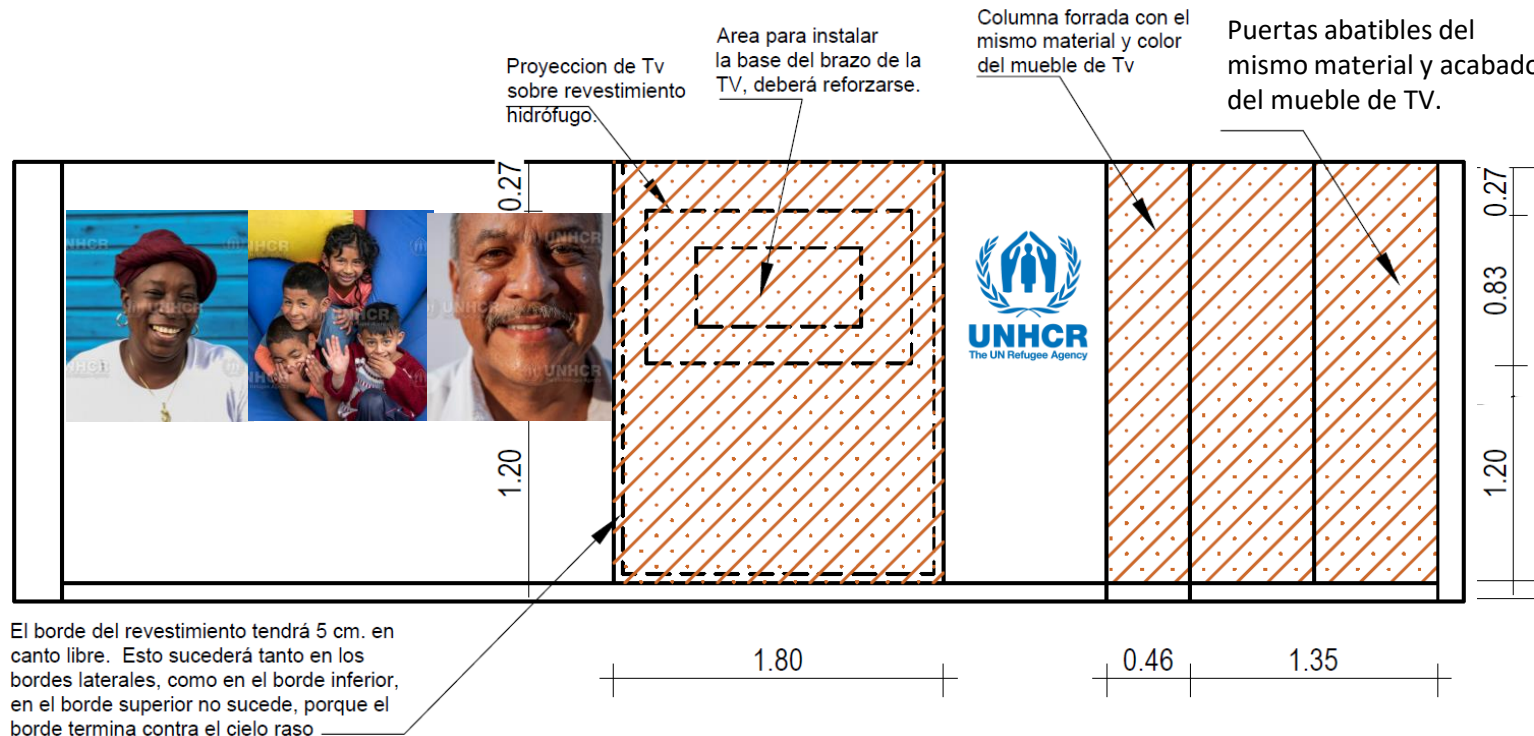 Proyeccion de Tv
sobre revestimiento
hidrófugo.
Area para instalar
la base del brazo de la
TV, deberá reforzarse.
Columna forrada con el
mismo material y color
del mueble de Tv
Puertas abatibles del
mismo material y acabado
del mueble de TV.
0.27
1.20
UNHCR
UNHCR
UNHCR
UNHCR
UNHCR
The UN Refugee Agency
0.27
0.83
1.20
El borde del revestimiento tendrá 5 cm. en
canto libre. Esto sucederá tanto en los
bordes laterales, como en el borde inferior,
en el borde superior no sucede, porque el
borde termina contra el cielo raso
1.80
0.46
1.35